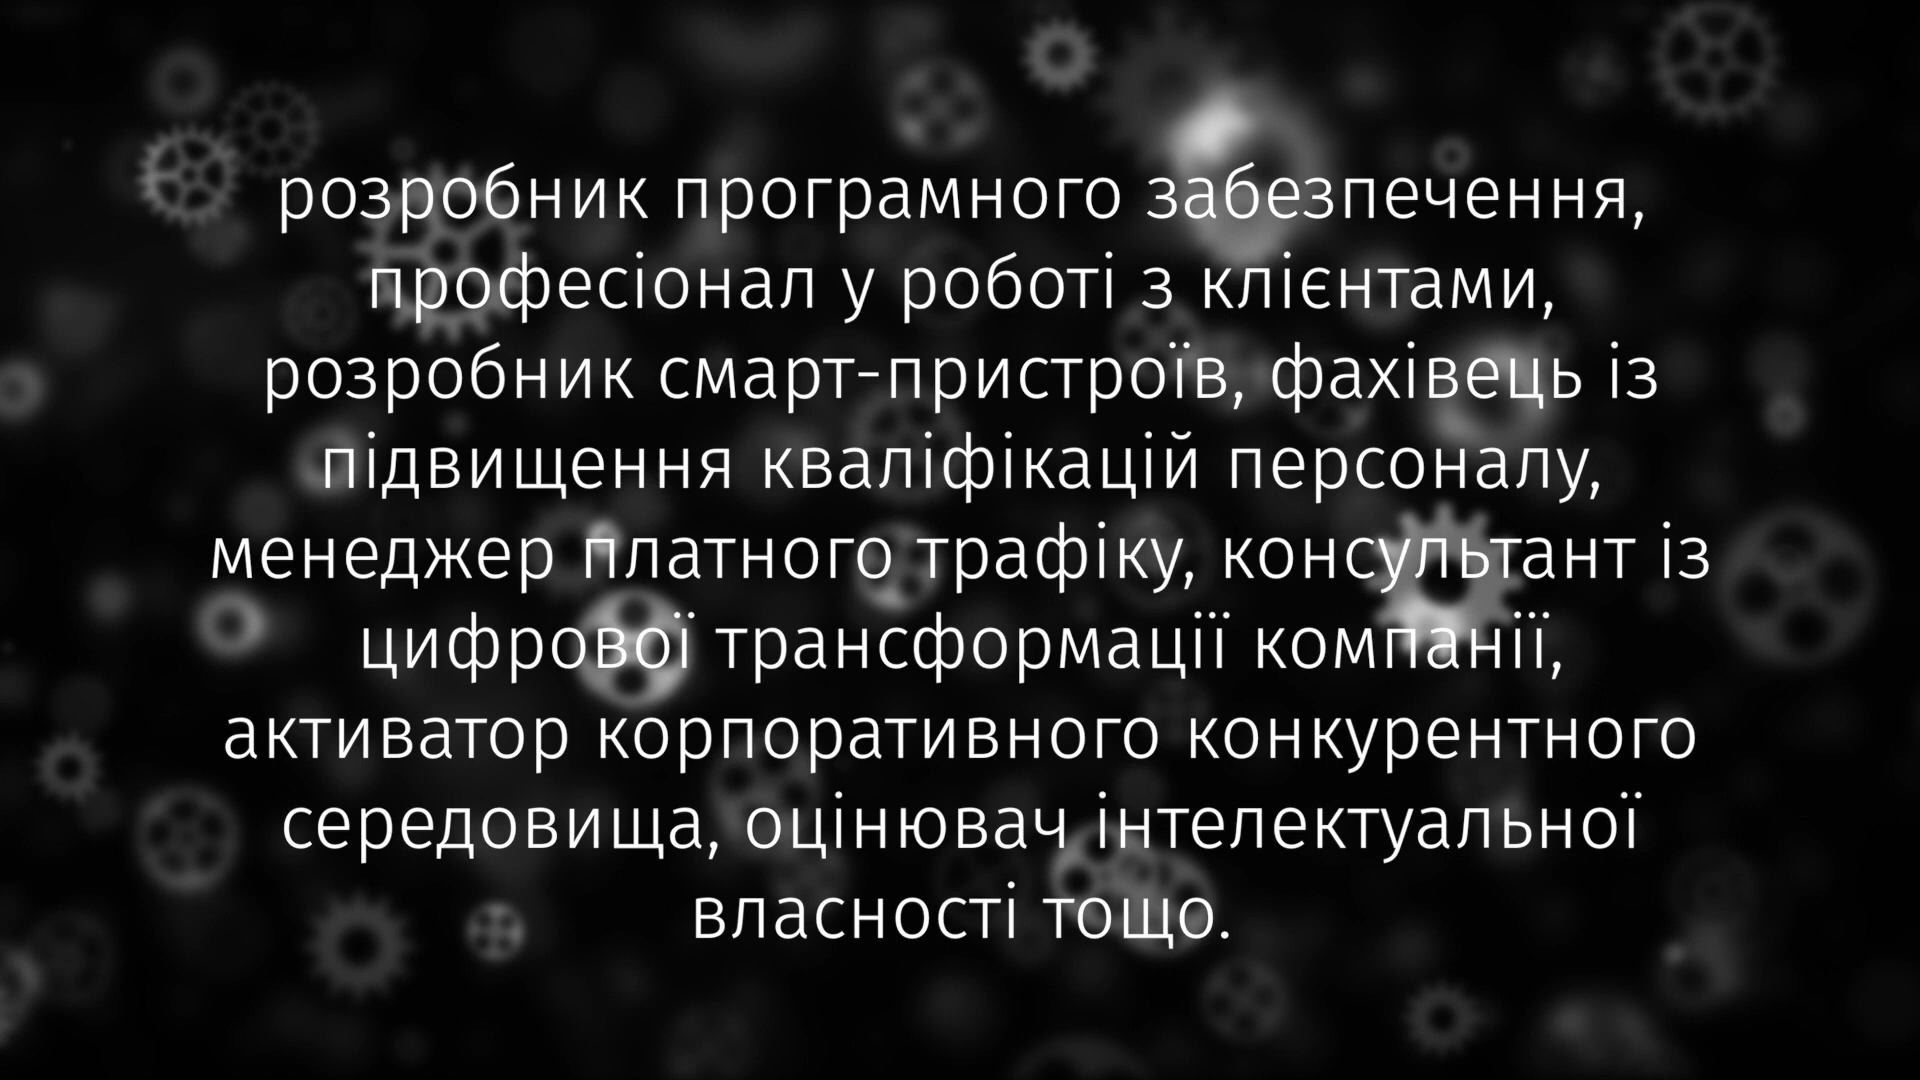 розробник програмного забезпечення,
професіонал у роботі з клієнтами,
розробник смарт-пристроїв, фахівець із
підвищення кваліфікацій персоналу,
менеджер платного трафіку, консультант із
цифрової трансформації компанії,
активатор корпоративного конкурентного
середовища, оцінювач інтелектуальної
власності тощо.